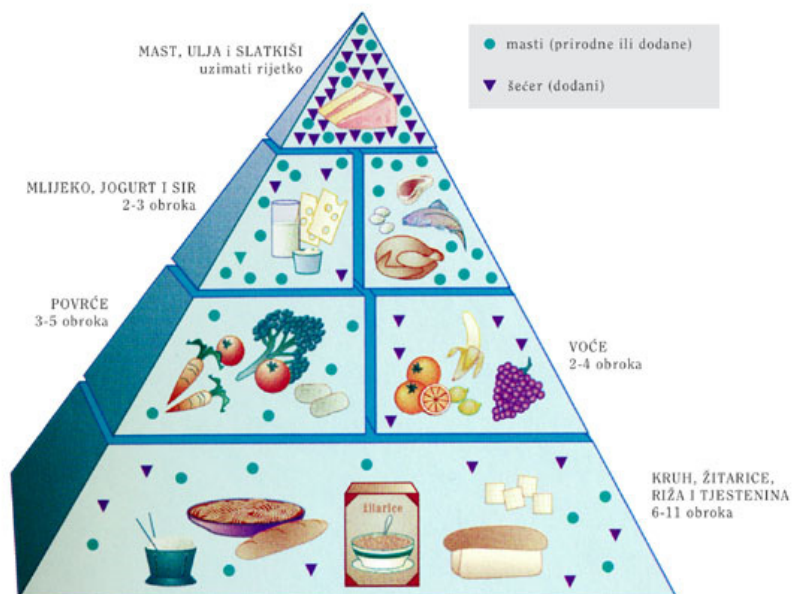 MAST, ULJA i SLATKIŠI
uzimati rijetko
masti (prirodne ili dodane)
šećer (dodani)
MLIJEKO, JOGURT I SIR
2-3 obroka
POVRĆE
3-5 obroka
VOĆE
2-4 obroka
KRUH, ŽITARICE,
RIŽA I TJESTENINA
6-11 obroka
žitarice